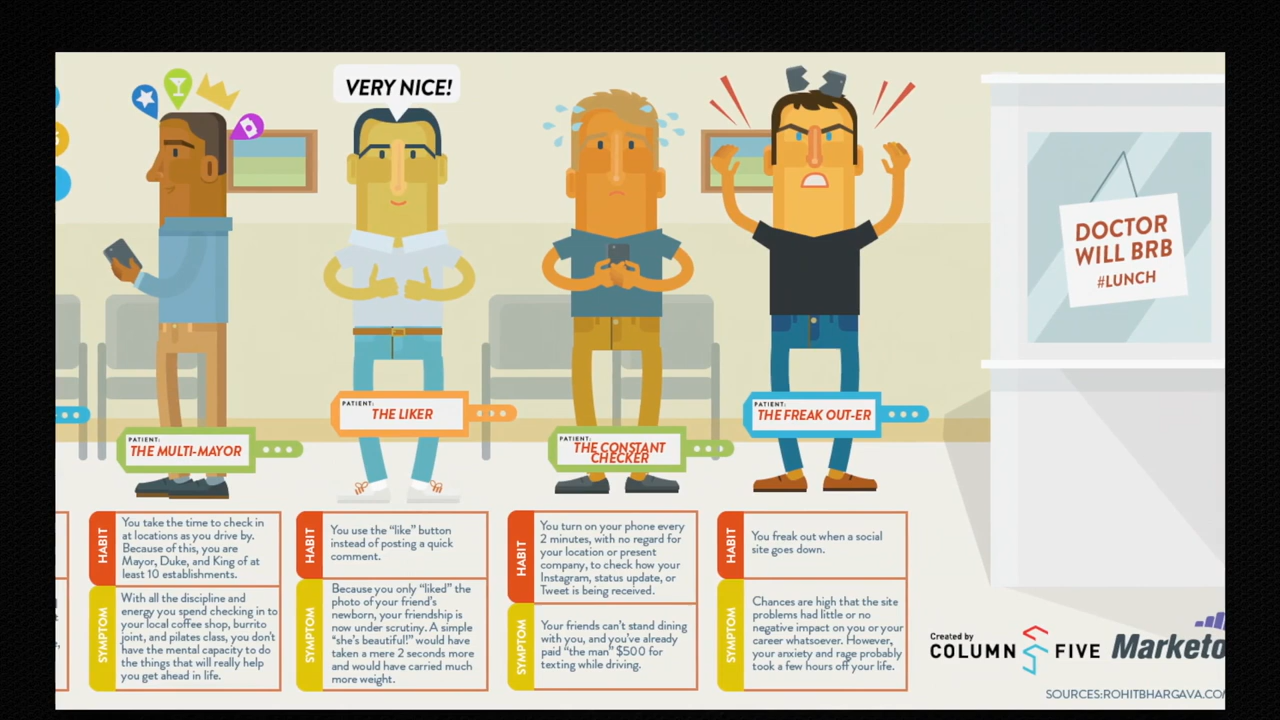 VERY NICE!
DOCTOR
WILL BRB
#LUNCH
PATIENT:
THE MULTI-MAYOR
PATIENT:
THE LIKER
PATIENT:
THE CONSTANT
CHECKER
PATIENT:
THE FREAK OUT-ER
HABIT
You take the time to check in
at locations as you drive by.
Because of this, you are
Mayor, Duke, and King of at
least 10 establishments.
SYMPTOM
With all the discipline and
energy you spend checking in to
your local coffee shop, burrito
joint, and pilates class, you don't
have the mental capacity to do
the things that will really help
you get ahead in life.
HABIT
You use the "like" button
instead of posting a quick
comment.
SYMPTOM
Because you only "liked" the
photo of your friend's
newborn, your friendship is
now under scrutiny. A simple
"she's beautiful!" would have
taken a mere 2 seconds more
and would have carried much
more weight.
HABIT
You turn on your phone every
2 minutes, with no regard for
your location or present
company, to check how your
Instagram, status update, or
Tweet is being received.
SYMPTOM
Your friends can't stand dining
with you, and you've already
paid "the man" $500 for
texting while driving.
HABIT
You freak out when a social
site goes down.
SYMPTOM
Chances are high that the site
problems had little or no
negative impact on you or your
career whatsoever. However,
your anxiety and rage probably
took a few hours off your life.
Created by
COLUMN FIVE
Marketo
SOURCES:ROHITBHARGAVA.CO